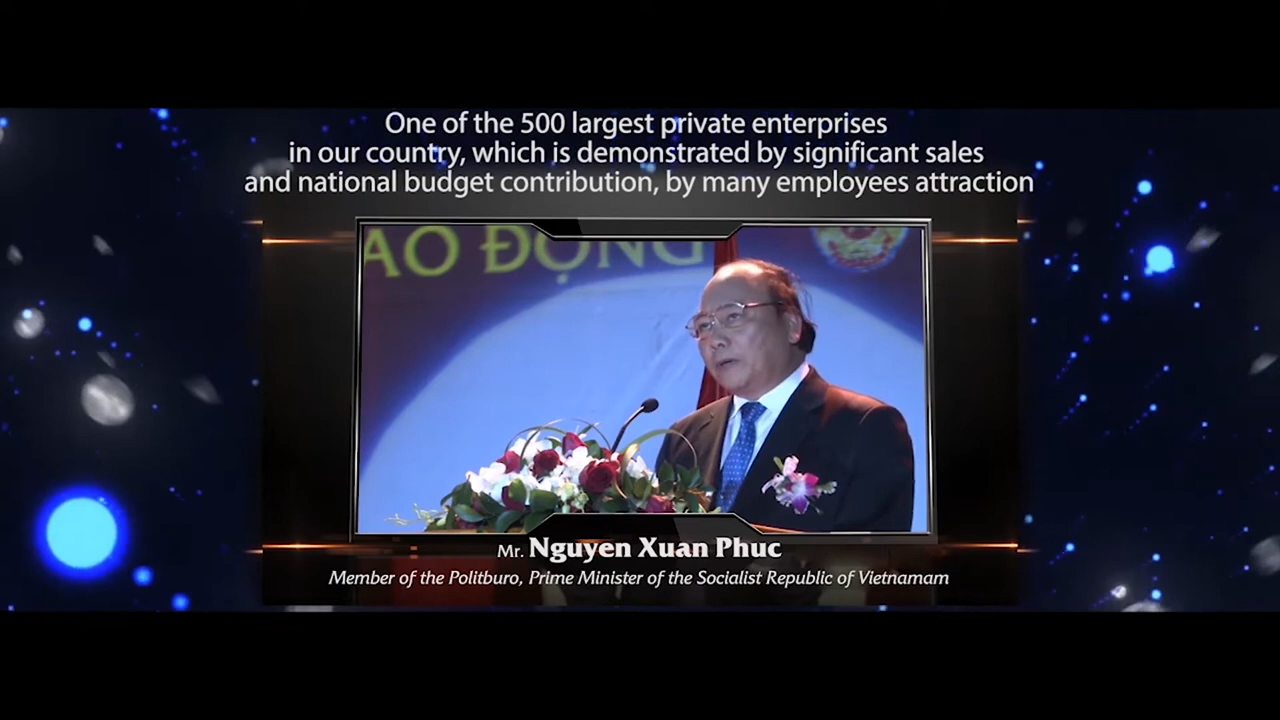 One of the 500 largest private enterprises
in our country, which is demonstrated by significant sales
and national budget contribution, by many employees attraction
AO ĐỘNG
Mr. Nguyen Xuan Phuc
Member of the Politburo, Prime Minister of the Socialist Republic of Vietnamam